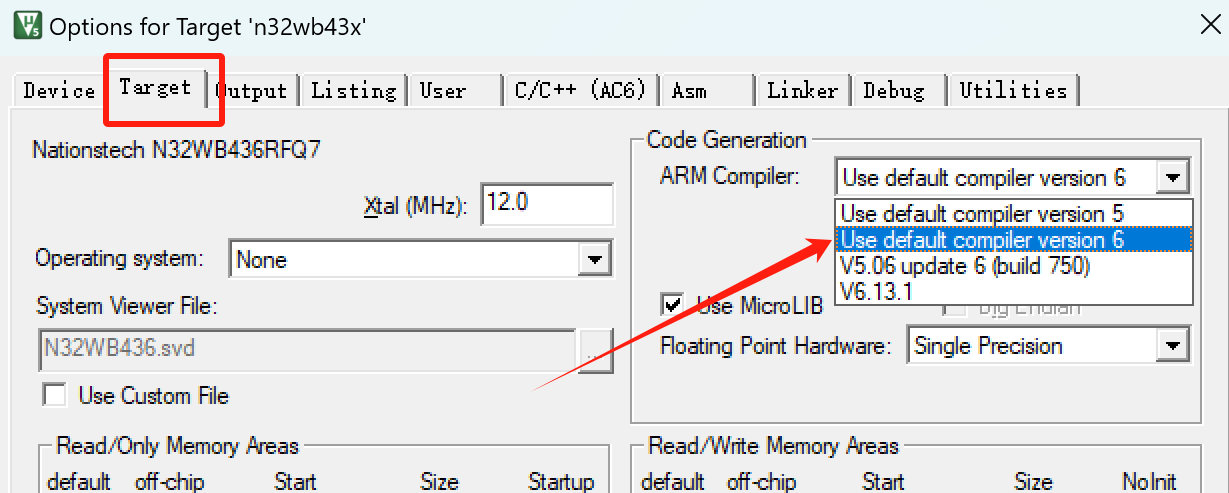 Options for Target 'n32wb43x'
Device Target Output Listing User C/C++ (AC6) Asm Linker Debug Utilities
Nationstech N32WB436RFQ7
Xtal (MHz): 12.0
Operating system: None
System Viewer File:
N32WB436.svd ...
Use Custom File
Code Generation
ARM Compiler: Use default compiler version 6
Use default compiler version 5
Use default compiler version 6
V5.06 update 6 (build 750)
V6.13.1
Use MicroLIB Big Endian
Floating Point Hardware: Single Precision
Read/Only Memory Areas
default off-chip Start Size Startup
Read/Write Memory Areas
default off-chip Start Size NoInit